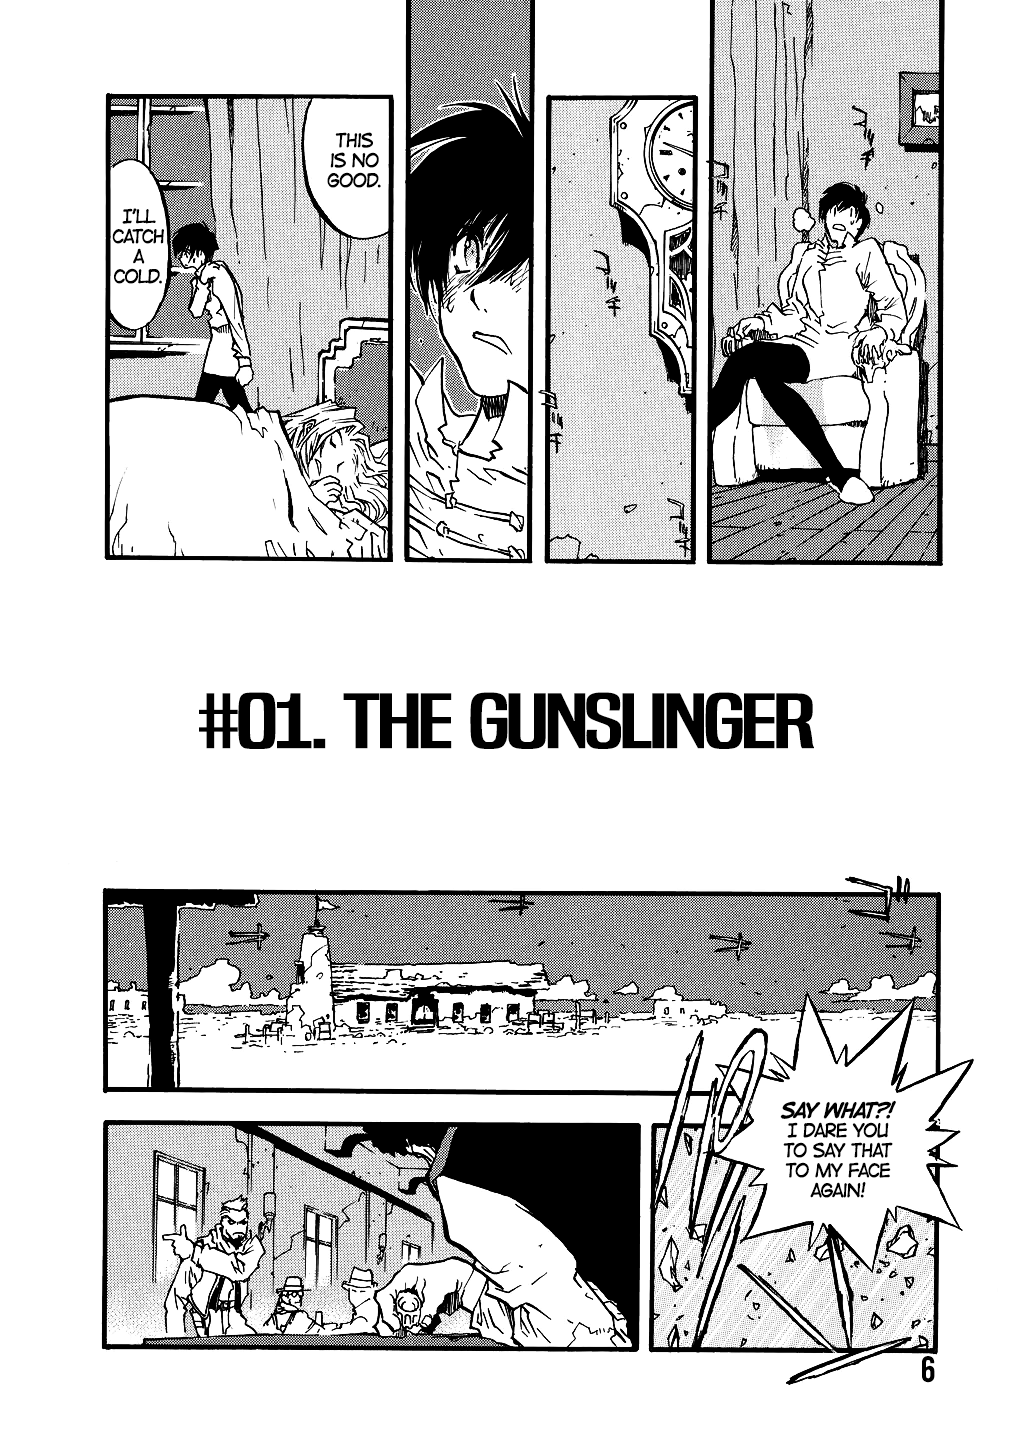 THIS
IS NO
GOOD.
I'LL
CATCH
A
COLD.
#01. THE GUNSLINGER
SAY WHAT?!
I DARE YOU
TO SAY THAT
TO MY FACE
AGAIN!
6